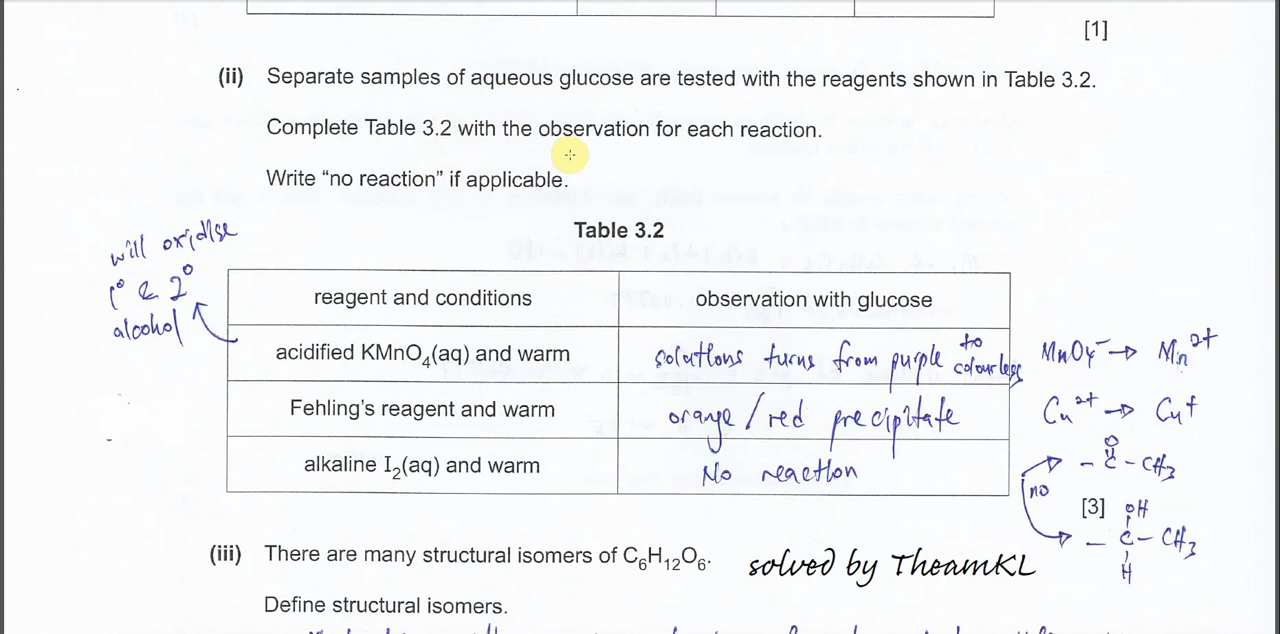 [1]
(ii) Separate samples of aqueous glucose are tested with the reagents shown in Table 3.2.
Complete Table 3.2 with the observation for each reaction.
Write “no reaction” if applicable.
Table 3.2
will oxidise
1° & 2°
alcohol
reagent and conditions observation with glucose
acidified KMnO₄(aq) and warm solutions turns from purple to colourless MnO₄⁻ → Mn²⁺
Fehling’s reagent and warm orange / red precipitate Cu²⁺ → Cu⁺
alkaline I₂(aq) and warm No reaction
O
- C - CH₃
no
[3]
OH
- C - CH₃
H
(iii) There are many structural isomers of C₆H₁₂O₆.
solved by TheamKL
Define structural isomers.